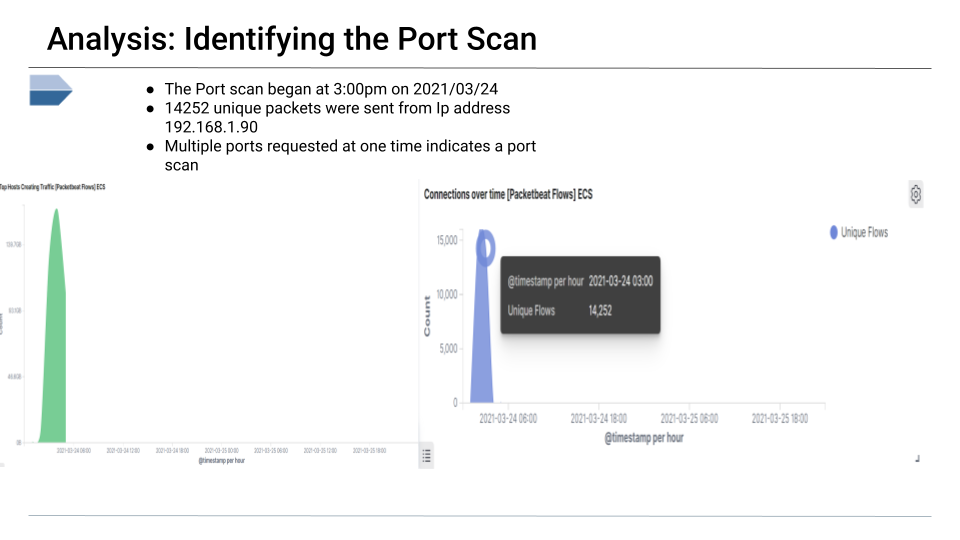 Analysis: Identifying the Port Scan
● The Port scan began at 3:00pm on 2021/03/24
● 14252 unique packets were sent from Ip address
192.168.1.90
● Multiple ports requested at one time indicates a port
scan
Top Hosts Creating Traffic [Packetbeat Flows] ECS
2021-03-24 06:00 2021-03-24 12:00 2021-03-24 18:00 2021-03-25 00:00 2021-03-25 06:00 2021-03-25 12:00 2021-03-25 18:00
@timestamp per hour
Connections over time [Packetbeat Flows] ECS
Unique Flows
15,000
10,000
5,000
0
Count
@timestamp per hour 2021-03-24 03:00
Unique Flows 14,252
2021-03-24 06:00 2021-03-24 18:00 2021-03-25 06:00 2021-03-25 18:00
@timestamp per hour